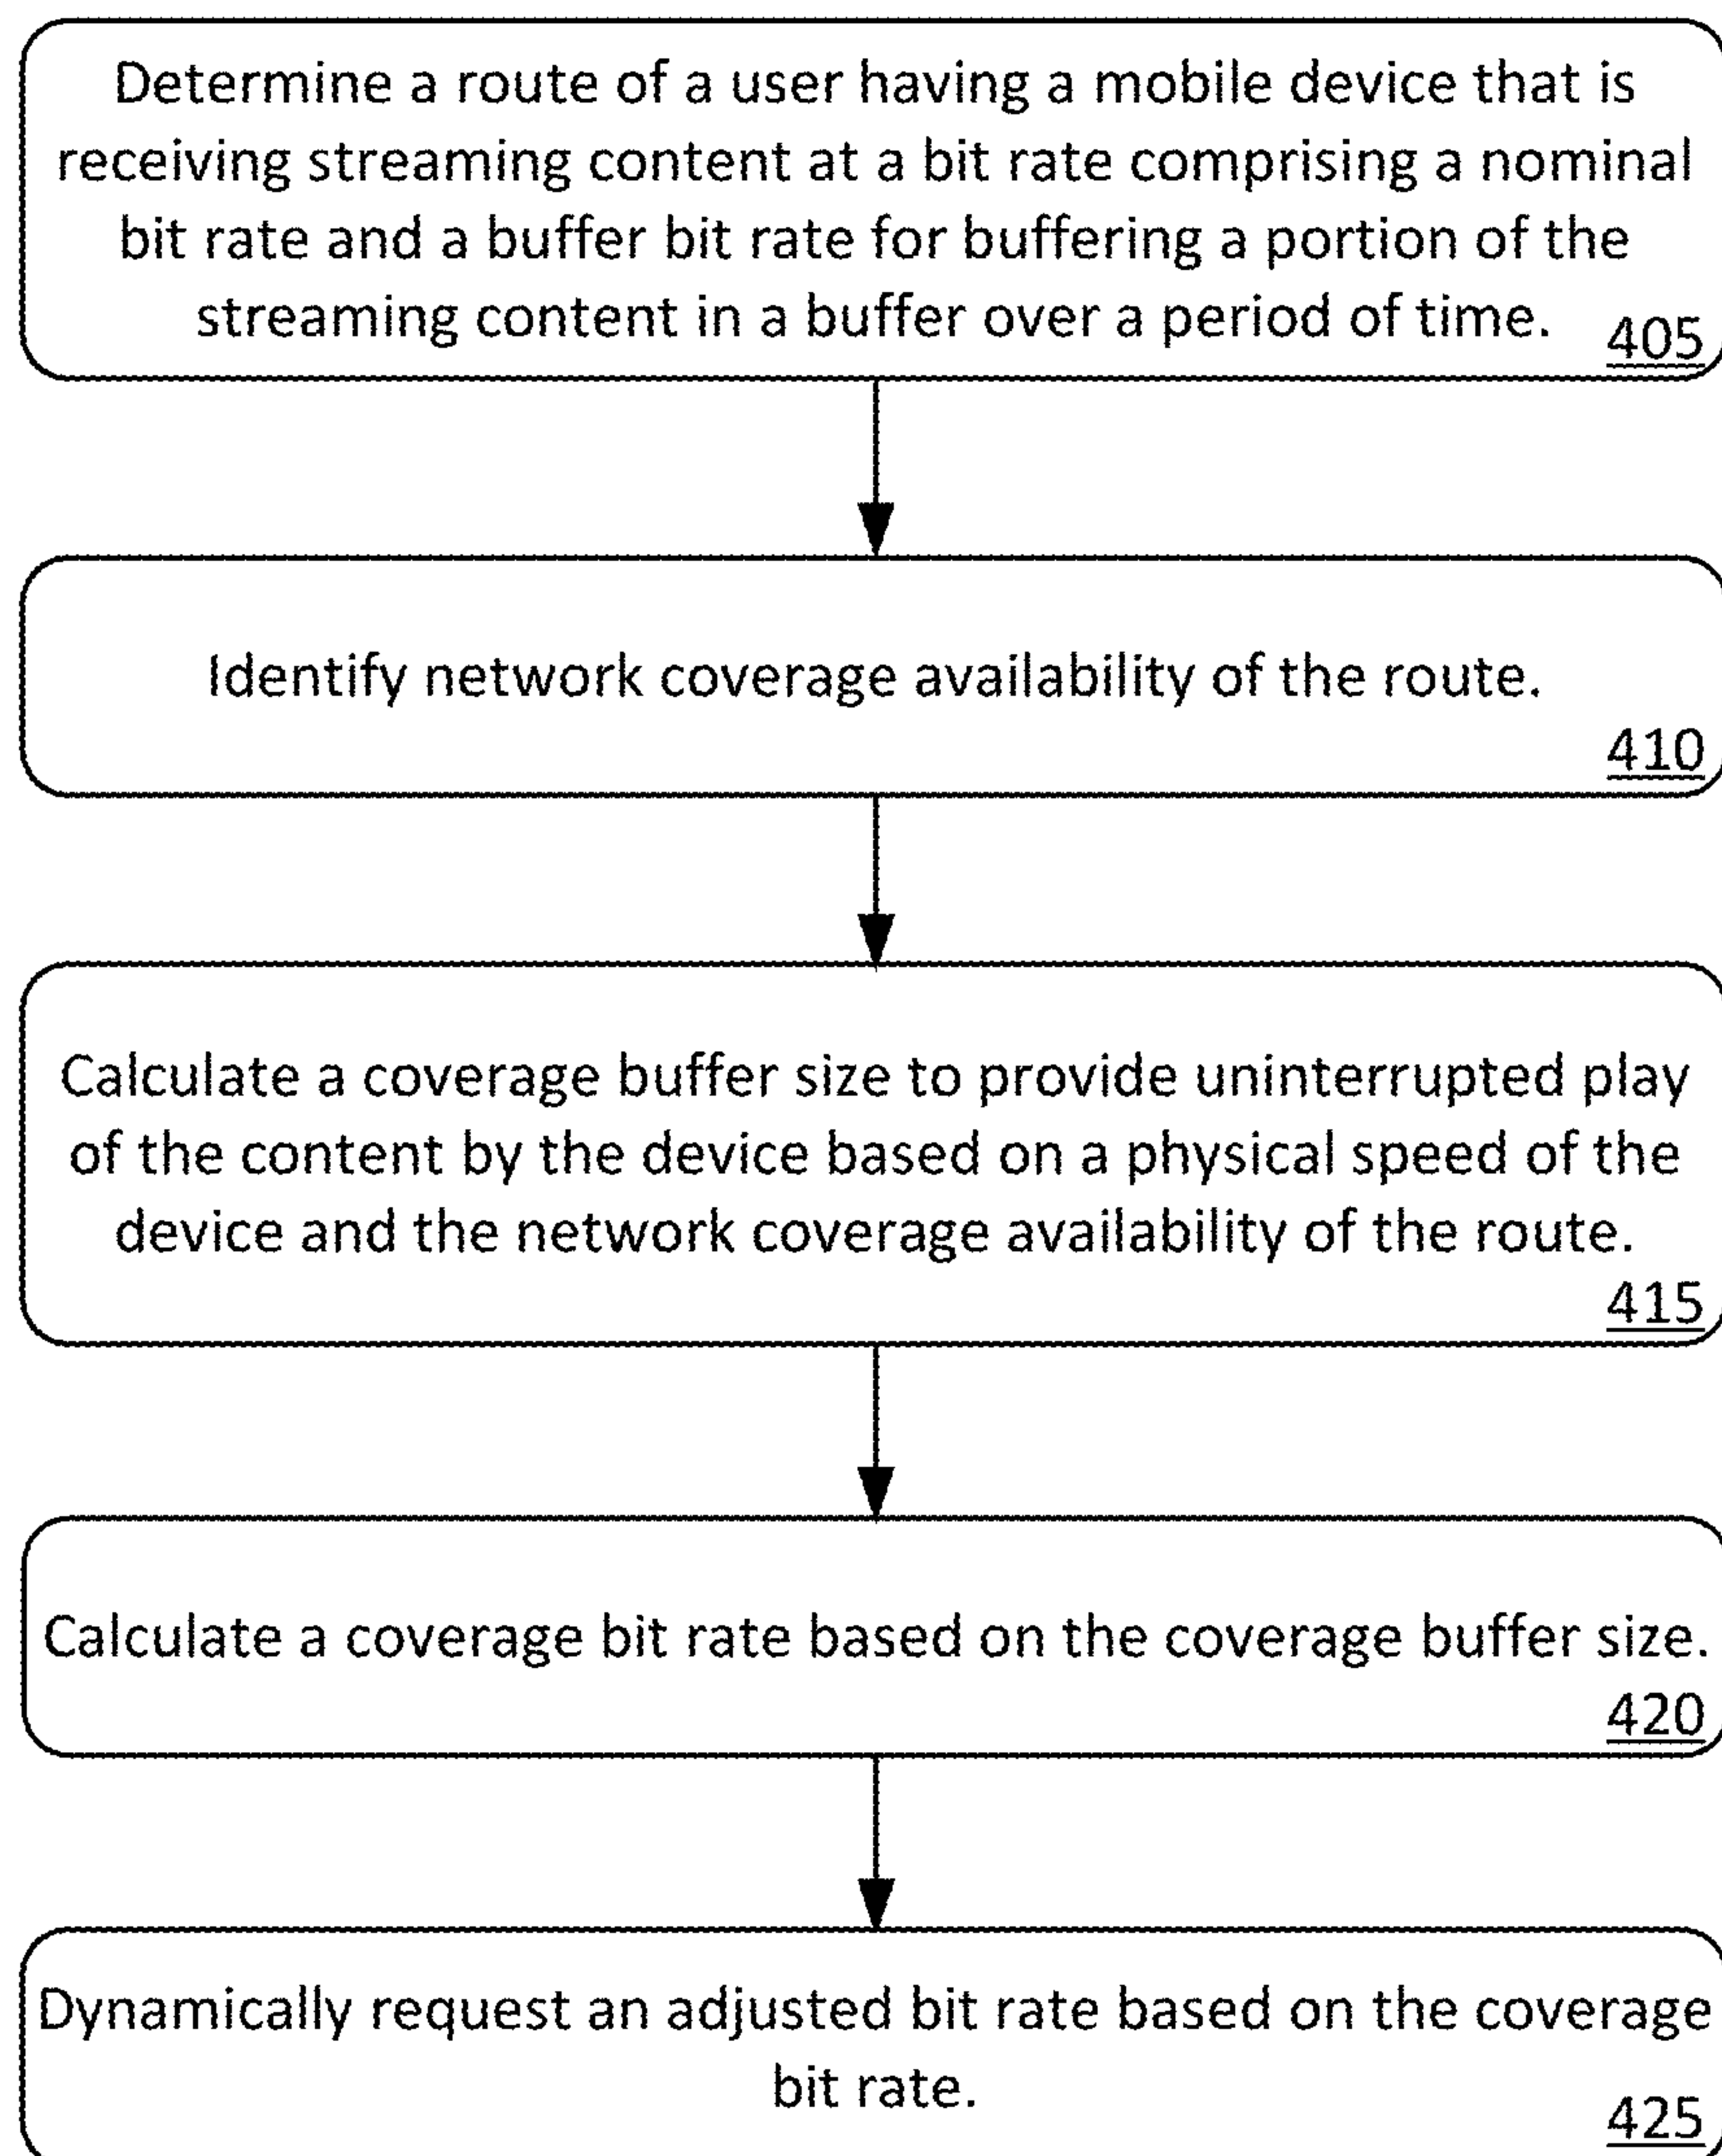 Determine a route of a user having a mobile device that is
receiving streaming content at a bit rate comprising a nominal
bit rate and a buffer bit rate for buffering a portion of the
streaming content in a buffer over a period of time.
405
Identify network coverage availability of the route.
410
Calculate a coverage buffer size to provide uninterrupted play
of the content by the device based on a physical speed of the
device and the network coverage availability of the route.
415
Calculate a coverage bit rate based on the coverage buffer size.
420
Dynamically request an adjusted bit rate based on the coverage
bit rate.
425